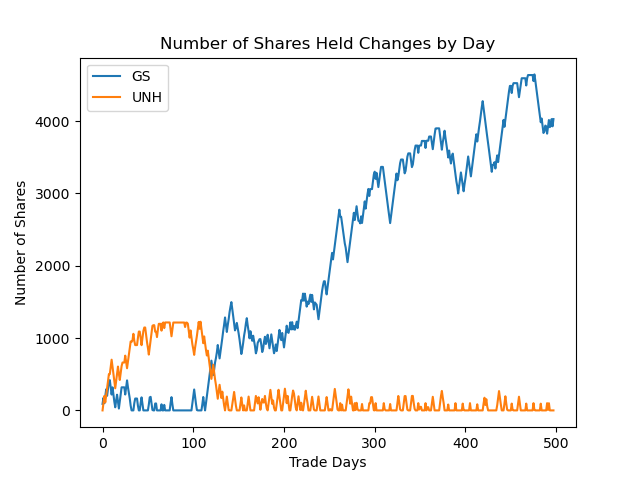 Number of Shares Held Changes by Day
GS
UNH
Number of Shares
4000
3000
2000
1000
0
0 100 200 300 400 500
Trade Days